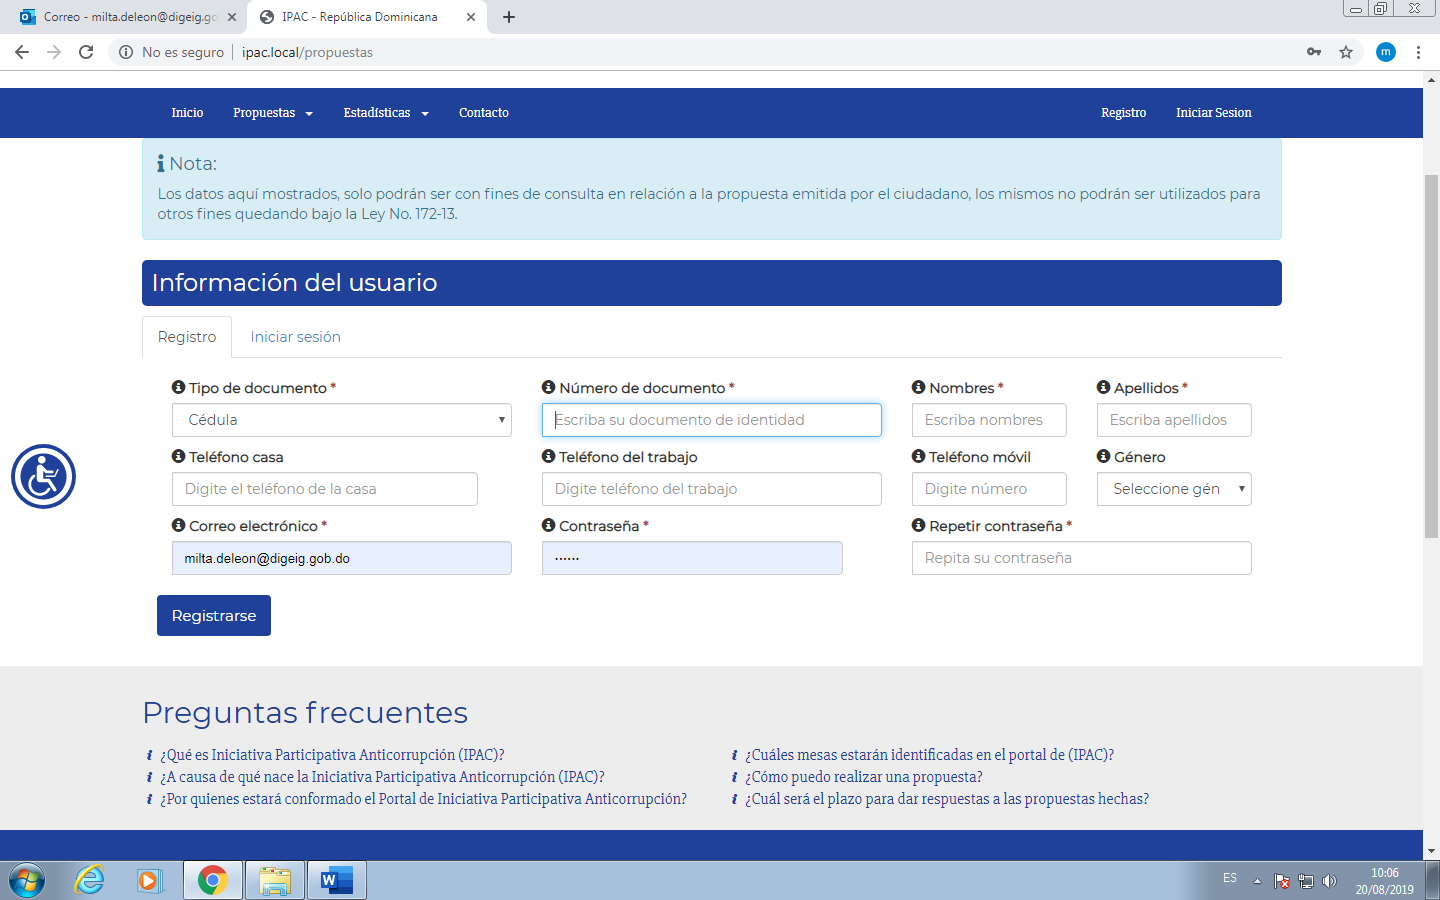 Correo - milta.deleon@digeig.go
IPAC - República Dominicana
No es seguro
ipac.local/propuestas
m
Inicio
Propuestas
Estadísticas
Contacto
Registro
Iniciar Sesion
Nota:
Los datos aquí mostrados, solo podrán ser con fines de consulta en relación a la propuesta emitida por el ciudadano, los mismos no podrán ser utilizados para
otros fines quedando bajo la Ley No. 172-13.
Información del usuario
Registro
Iniciar sesión
Tipo de documento *
Número de documento *
Nombres *
Apellidos *
Cédula
Escriba su documento de identidad
Escriba nombres
Escriba apellidos
Teléfono casa
Teléfono del trabajo
Teléfono móvil
Género
Digite el teléfono de la casa
Digite teléfono del trabajo
Digite número
Seleccione gén
Correo electrónico *
Contraseña *
Repetir contraseña *
milta.deleon@digeig.gob.do
······
Repita su contraseña
Registrarse
Preguntas frecuentes
¿Qué es Iniciativa Participativa Anticorrupción (IPAC)?
¿A causa de qué nace la Iniciativa Participativa Anticorrupción (IPAC)?
¿Por quienes estará conformado el Portal de Iniciativa Participativa Anticorrupción?
¿Cuáles mesas estarán identificadas en el portal de (IPAC)?
¿Cómo puedo realizar una propuesta?
¿Cuál será el plazo para dar respuestas a las propuestas hechas?
W
ES
10:06
20/08/2019